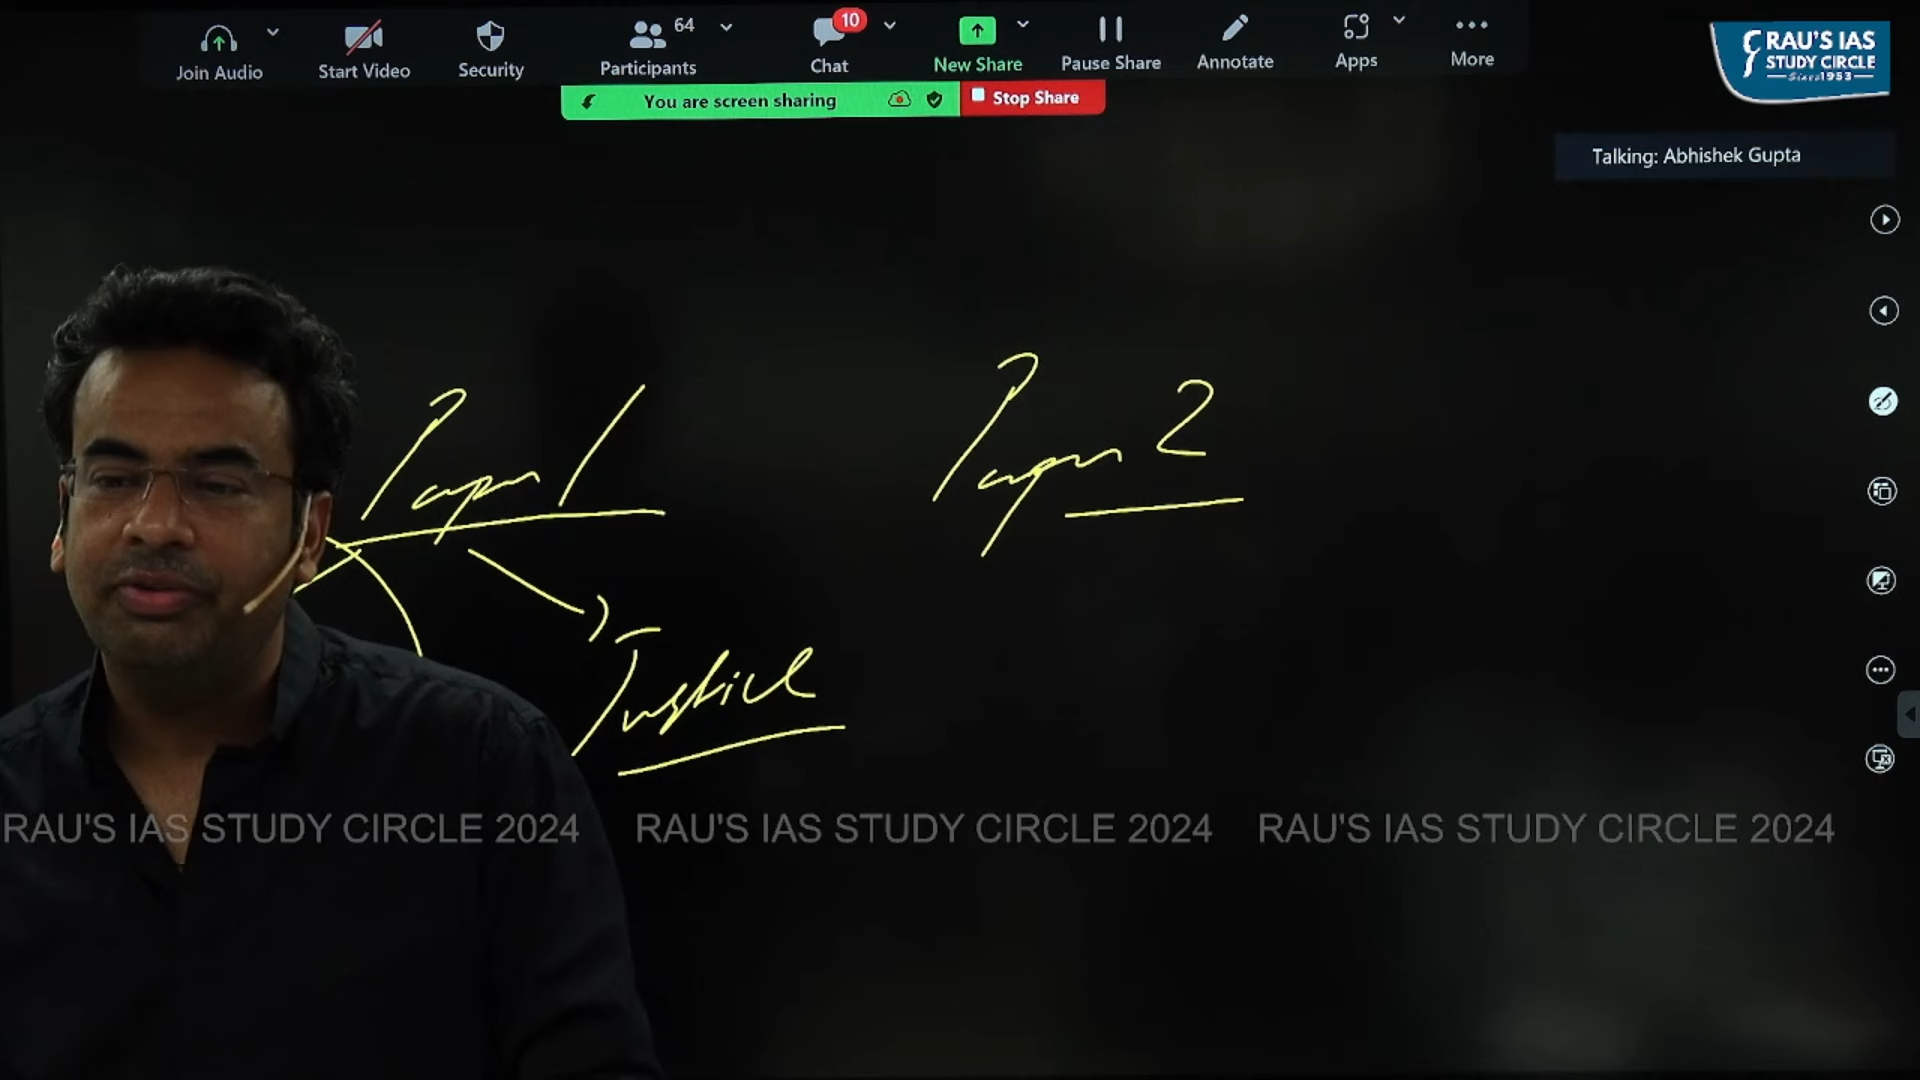 Join Audio
Start Video
Security
Participants
64
Chat
10
New Share
Pause Share
Annotate
Apps
More
You are screen sharing
Stop Share
RAU'S IAS
STUDY CIRCLE
Since 1953
Talking: Abhishek Gupta
Paper 1
Paper 2
Justice
RAU'S IAS STUDY CIRCLE 2024 RAU'S IAS STUDY CIRCLE 2024 RAU'S IAS STUDY CIRCLE 2024